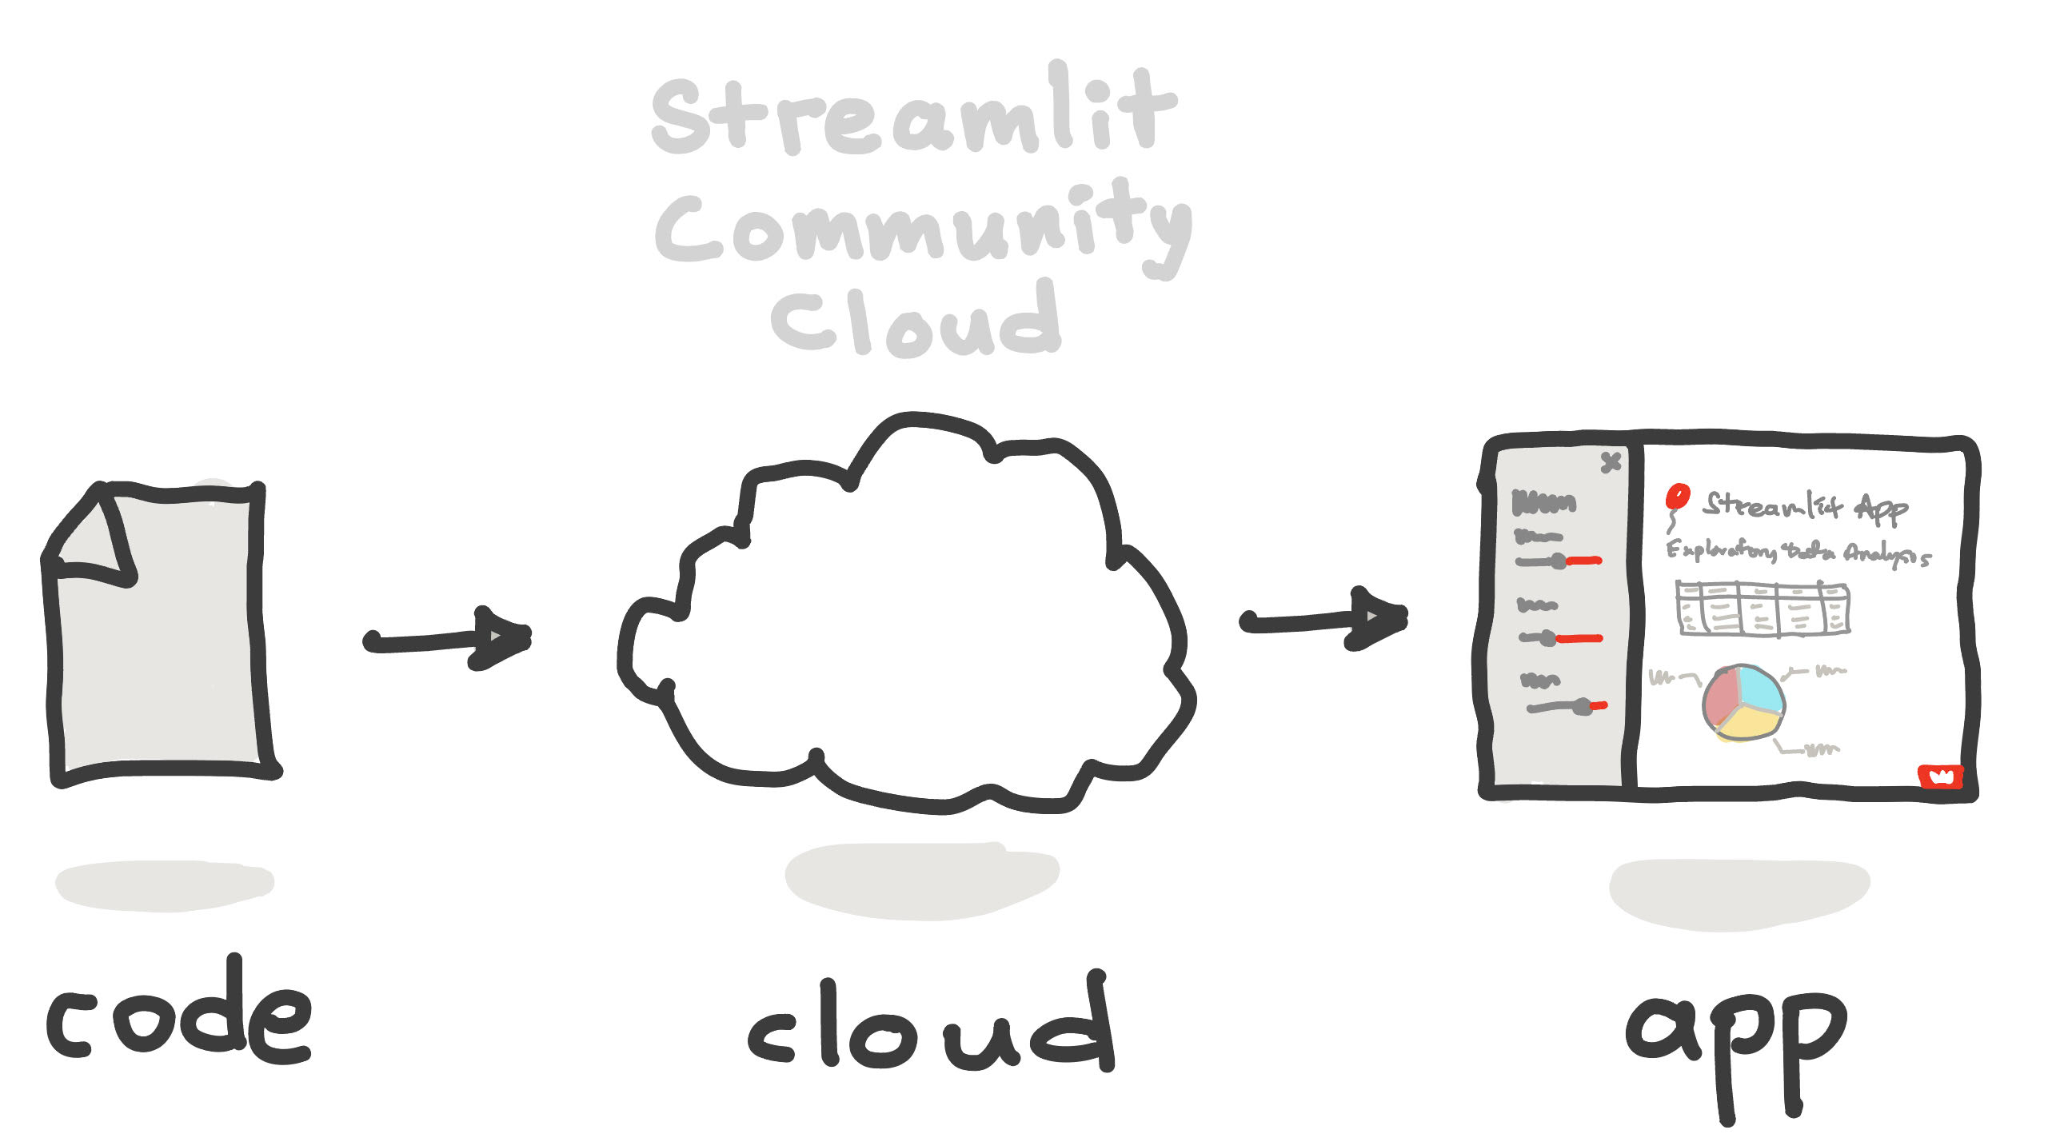 Streamlit
Community
Cloud
Streamlit App
Exploratory Data Analysis
code
cloud
app